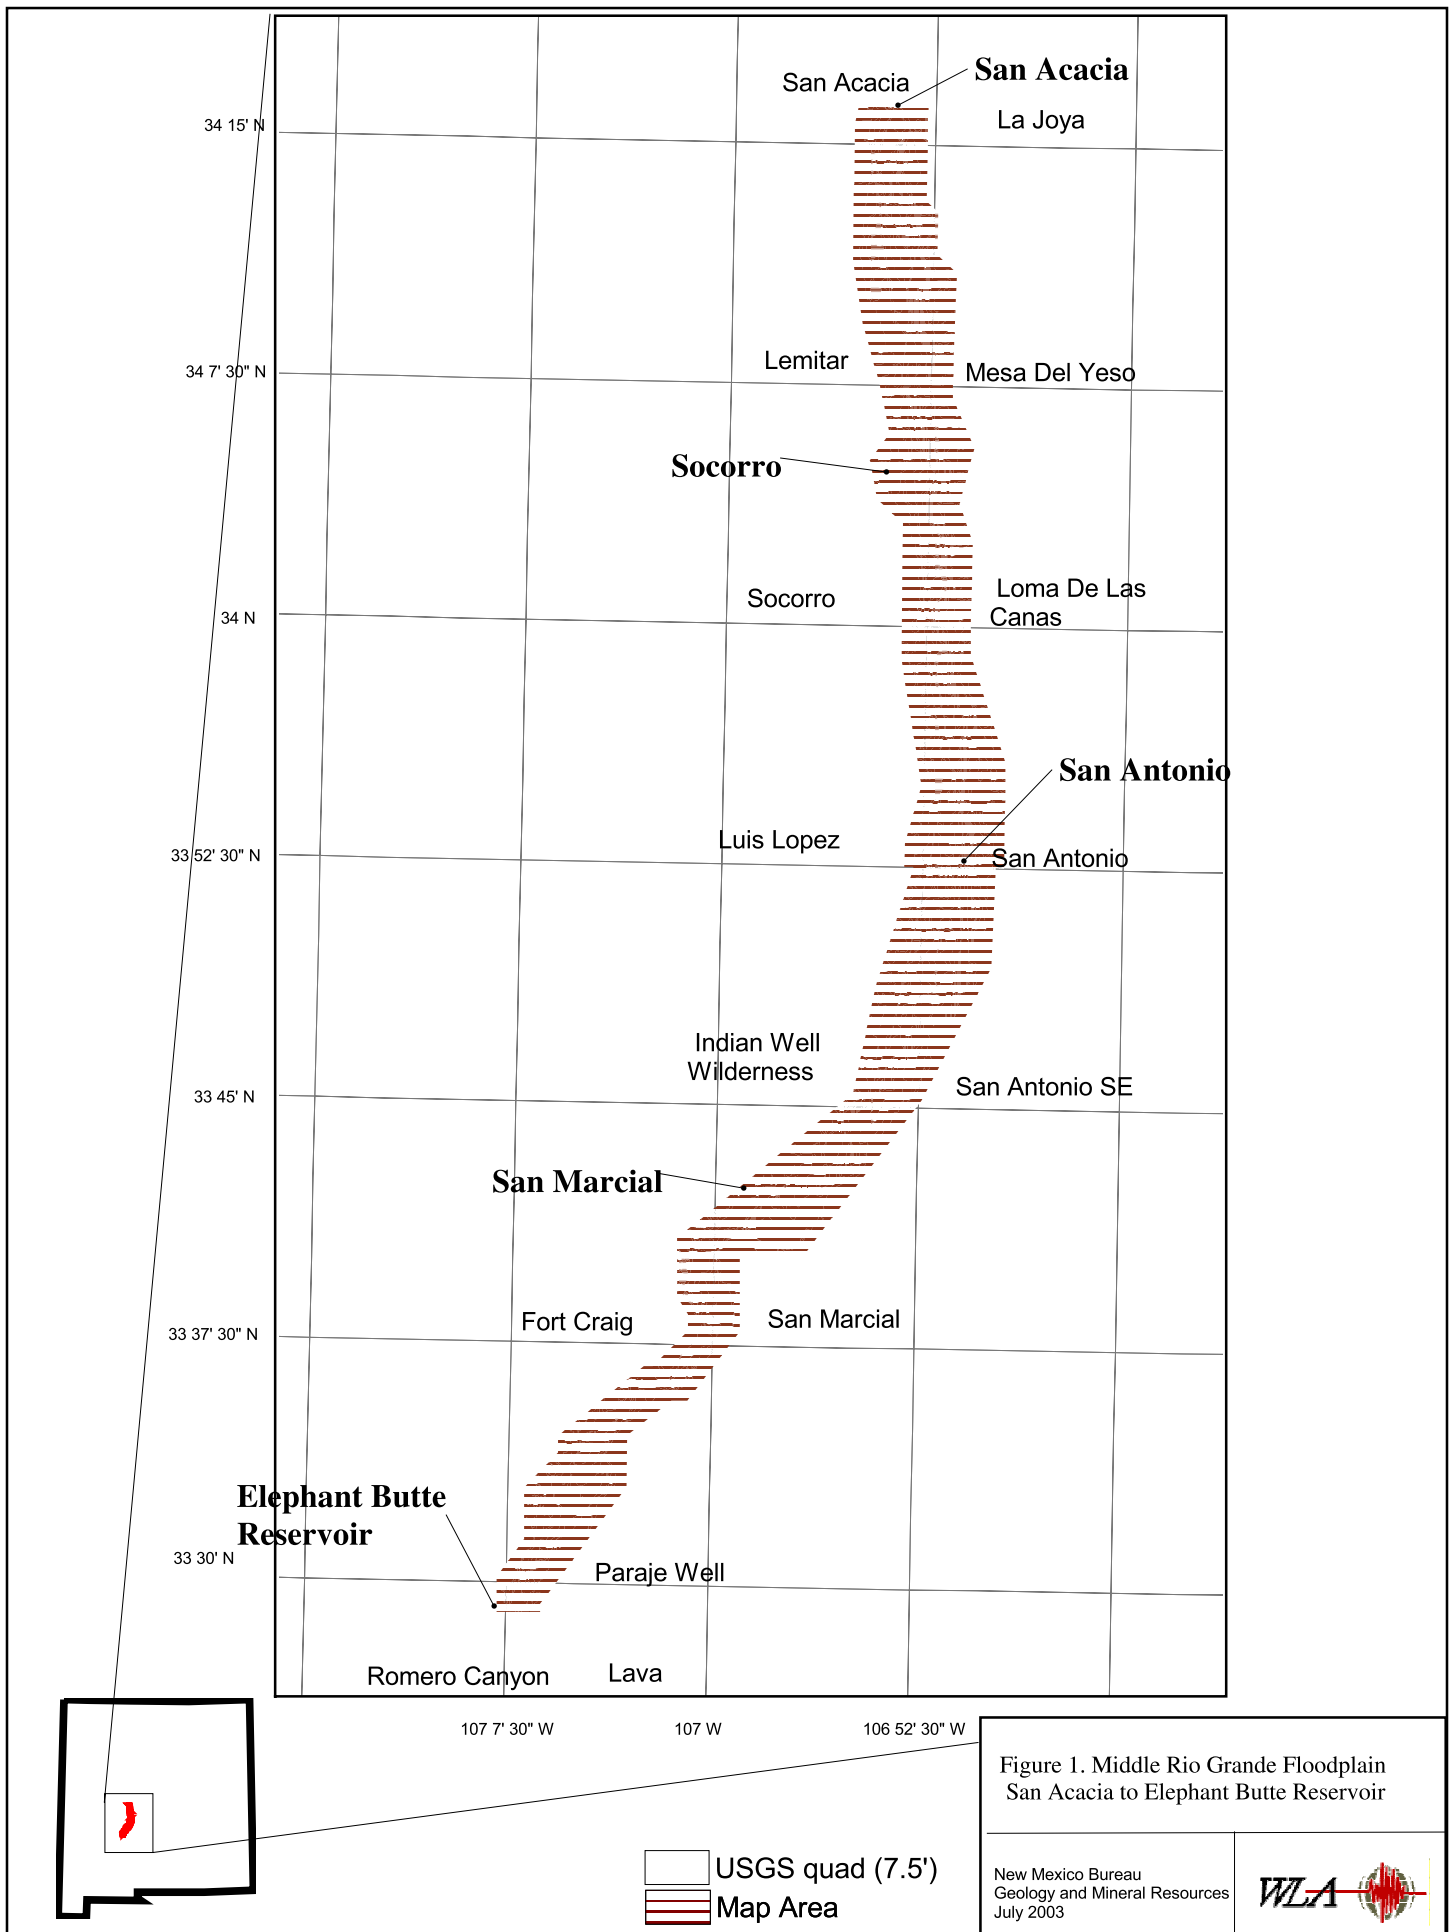 San Acacia
San Acacia
La Joya
34 15' N
Lemitar
34 7' 30" N
Mesa Del Yeso
Socorro
Socorro
Loma De Las
Canas
34 N
San Antonio
Luis Lopez
33 52' 30" N
San Antonio
Indian Well
Wilderness
San Antonio SE
33 45' N
San Marcial
Fort Craig
San Marcial
33 37' 30" N
Elephant Butte
Reservoir
33 30' N
Paraje Well
Romero Canyon
Lava
107 7' 30" W
107 W
106 52' 30" W
Figure 1. Middle Rio Grande Floodplain
San Acacia to Elephant Butte Reservoir
USGS quad (7.5')
Map Area
New Mexico Bureau
Geology and Mineral Resources
July 2003
WLA